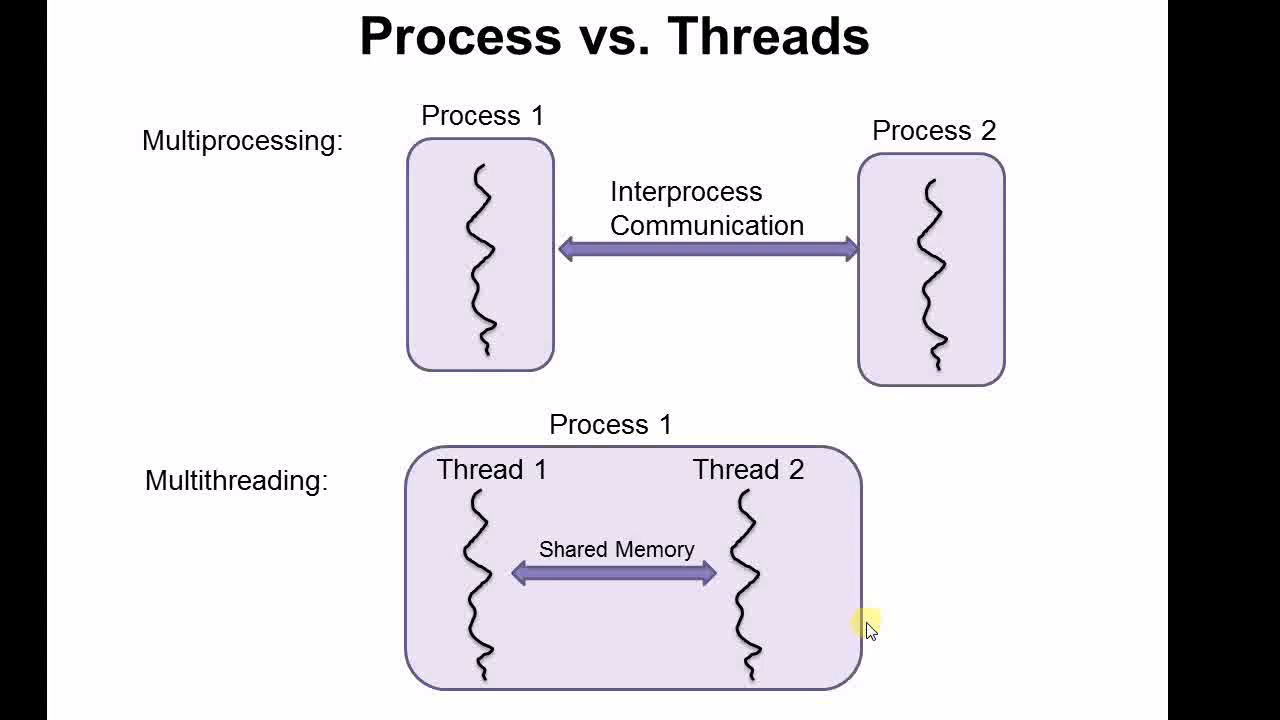 Process vs. Threads
Multiprocessing:
Process 1
Process 2
Interprocess
Communication
Process 1
Multithreading:
Thread 1
Thread 2
Shared Memory